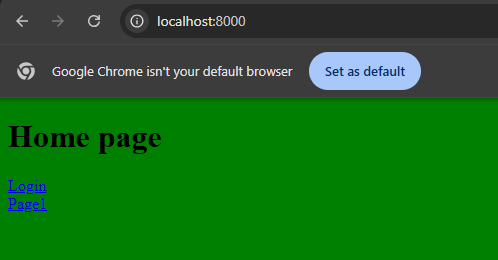 localhost:8000
Google Chrome isn't your default browser Set as default
Home page
Login
Page1